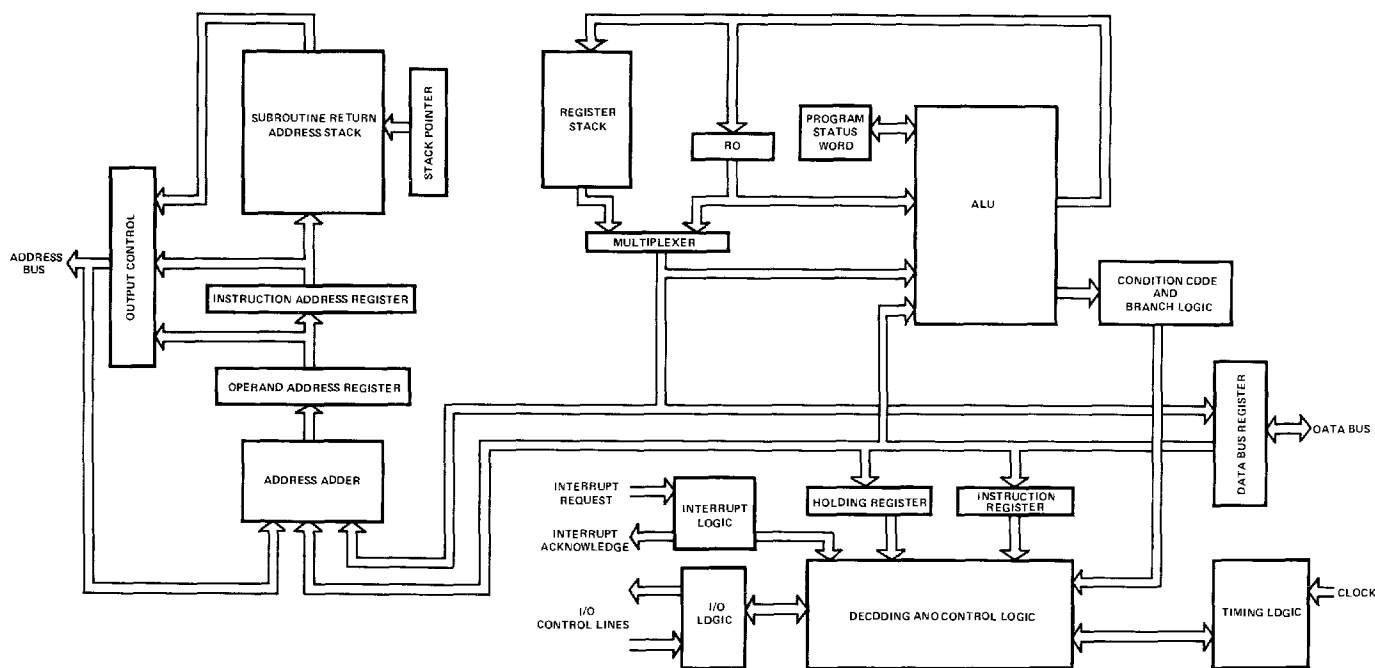 SUBROUTINE RETURN
ADDRESS STACK
STACK POINTER
OUTPUT CONTROL
ADDRESS
BUS
INSTRUCTION ADDRESS REGISTER
OPERAND ADDRESS REGISTER
ADDRESS ADDER
REGISTER
STACK
RO
MULTIPLEXER
PROGRAM
STATUS
WORD
ALU
CONDITION CODE
AND
BRANCH LOGIC
DATA BUS REGISTER
OATA BUS
INTERRUPT
REQUEST
INTERRUPT
ACKNOWLEDGE
INTERRUPT
LOGIC
HOLDING REGISTER
INSTRUCTION
REGISTER
I/O
CONTROL LINES
I/O
LDGIC
DECDDING ANO CONTROL LOGIC
TIMING LDGIC
CLOCK